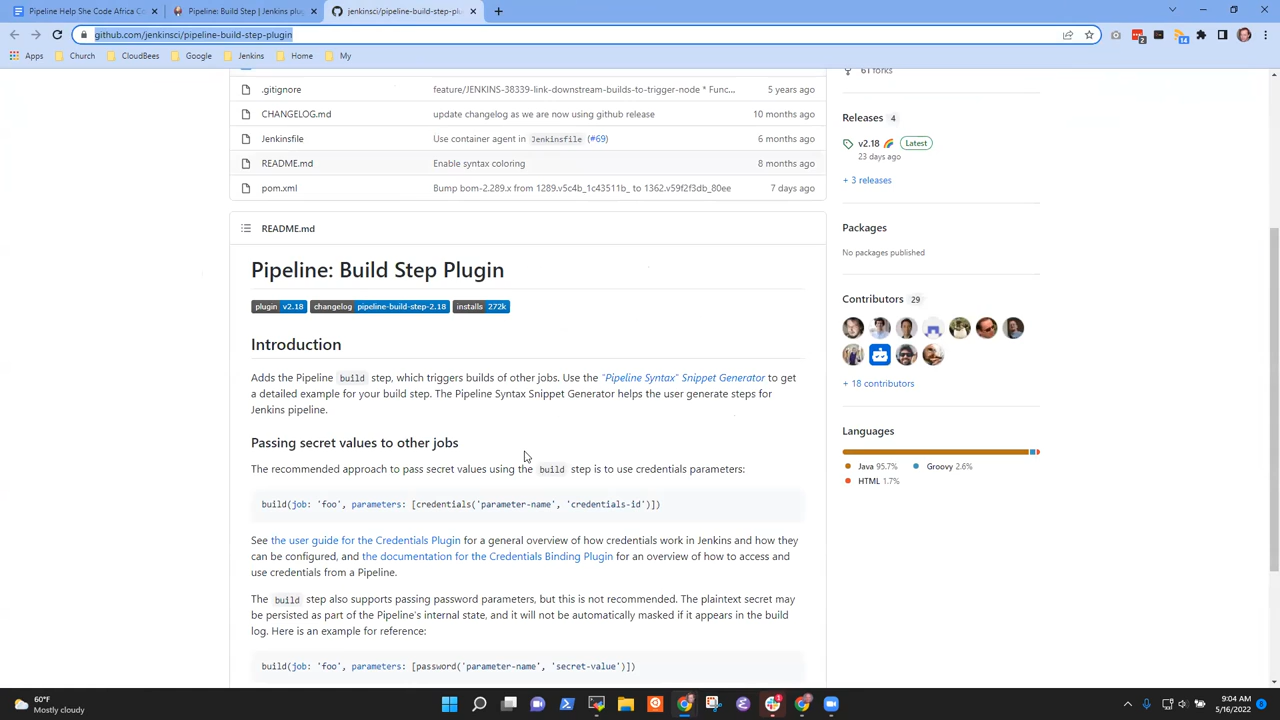 Pipeline Help She Code Africa Co
Pipeline: Build Step | Jenkins plug
jenkinsci/pipeline-build-step-plug
github.com/jenkinsci/pipeline-build-step-plugin
Apps
Church
CloudBees
Google
Jenkins
Home
My
2
14
61 forks
.gitignore
feature/JENKINS-38339-link-downstream-builds-to-trigger-node * Func...
5 years ago
CHANGELOG.md
update changelog as we are now using github release
10 months ago
Jenkinsfile
Use container agent in Jenkinsfile (#69)
6 months ago
README.md
Enable syntax coloring
8 months ago
pom.xml
Bump bom-2.289.x from 1289.v5c4b_1c43511b_ to 1362.v59f2f3db_80ee
7 days ago
README.md
Pipeline: Build Step Plugin
plugin v2.18
changelog pipeline-build-step-2.18
installs 272k
Introduction
Adds the Pipeline build step, which triggers builds of other jobs. Use the "Pipeline Syntax" Snippet Generator to get
a detailed example for your build step. The Pipeline Syntax Snippet Generator helps the user generate steps for
Jenkins pipeline.
Passing secret values to other jobs
The recommended approach to pass secret values using the build step is to use credentials parameters:
build(job: 'foo', parameters: [credentials('parameter-name', 'credentials-id')])
See the user guide for the Credentials Plugin for a general overview of how credentials work in Jenkins and how they
can be configured, and the documentation for the Credentials Binding Plugin for an overview of how to access and
use credentials from a Pipeline.
The build step also supports passing password parameters, but this is not recommended. The plaintext secret may
be persisted as part of the Pipeline's internal state, and it will not be automatically masked if it appears in the build
log. Here is an example for reference:
build(job: 'foo', parameters: [password('parameter-name', 'secret-value')])
Releases 4
v2.18 Latest
23 days ago
+ 3 releases
Packages
No packages published
Contributors 29
+ 18 contributors
Languages
Java 95.7%
Groovy 2.6%
HTML 1.7%
60°F
Mostly cloudy
9:04 AM
5/16/2022